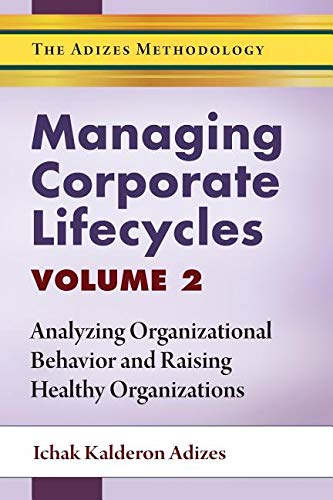 The Adizes Methodology
Managing
Corporate
Lifecycles
VOLUME 2
Analyzing Organizational
Behavior and Raising
Healthy Organizations
Ichak Kalderon Adizes